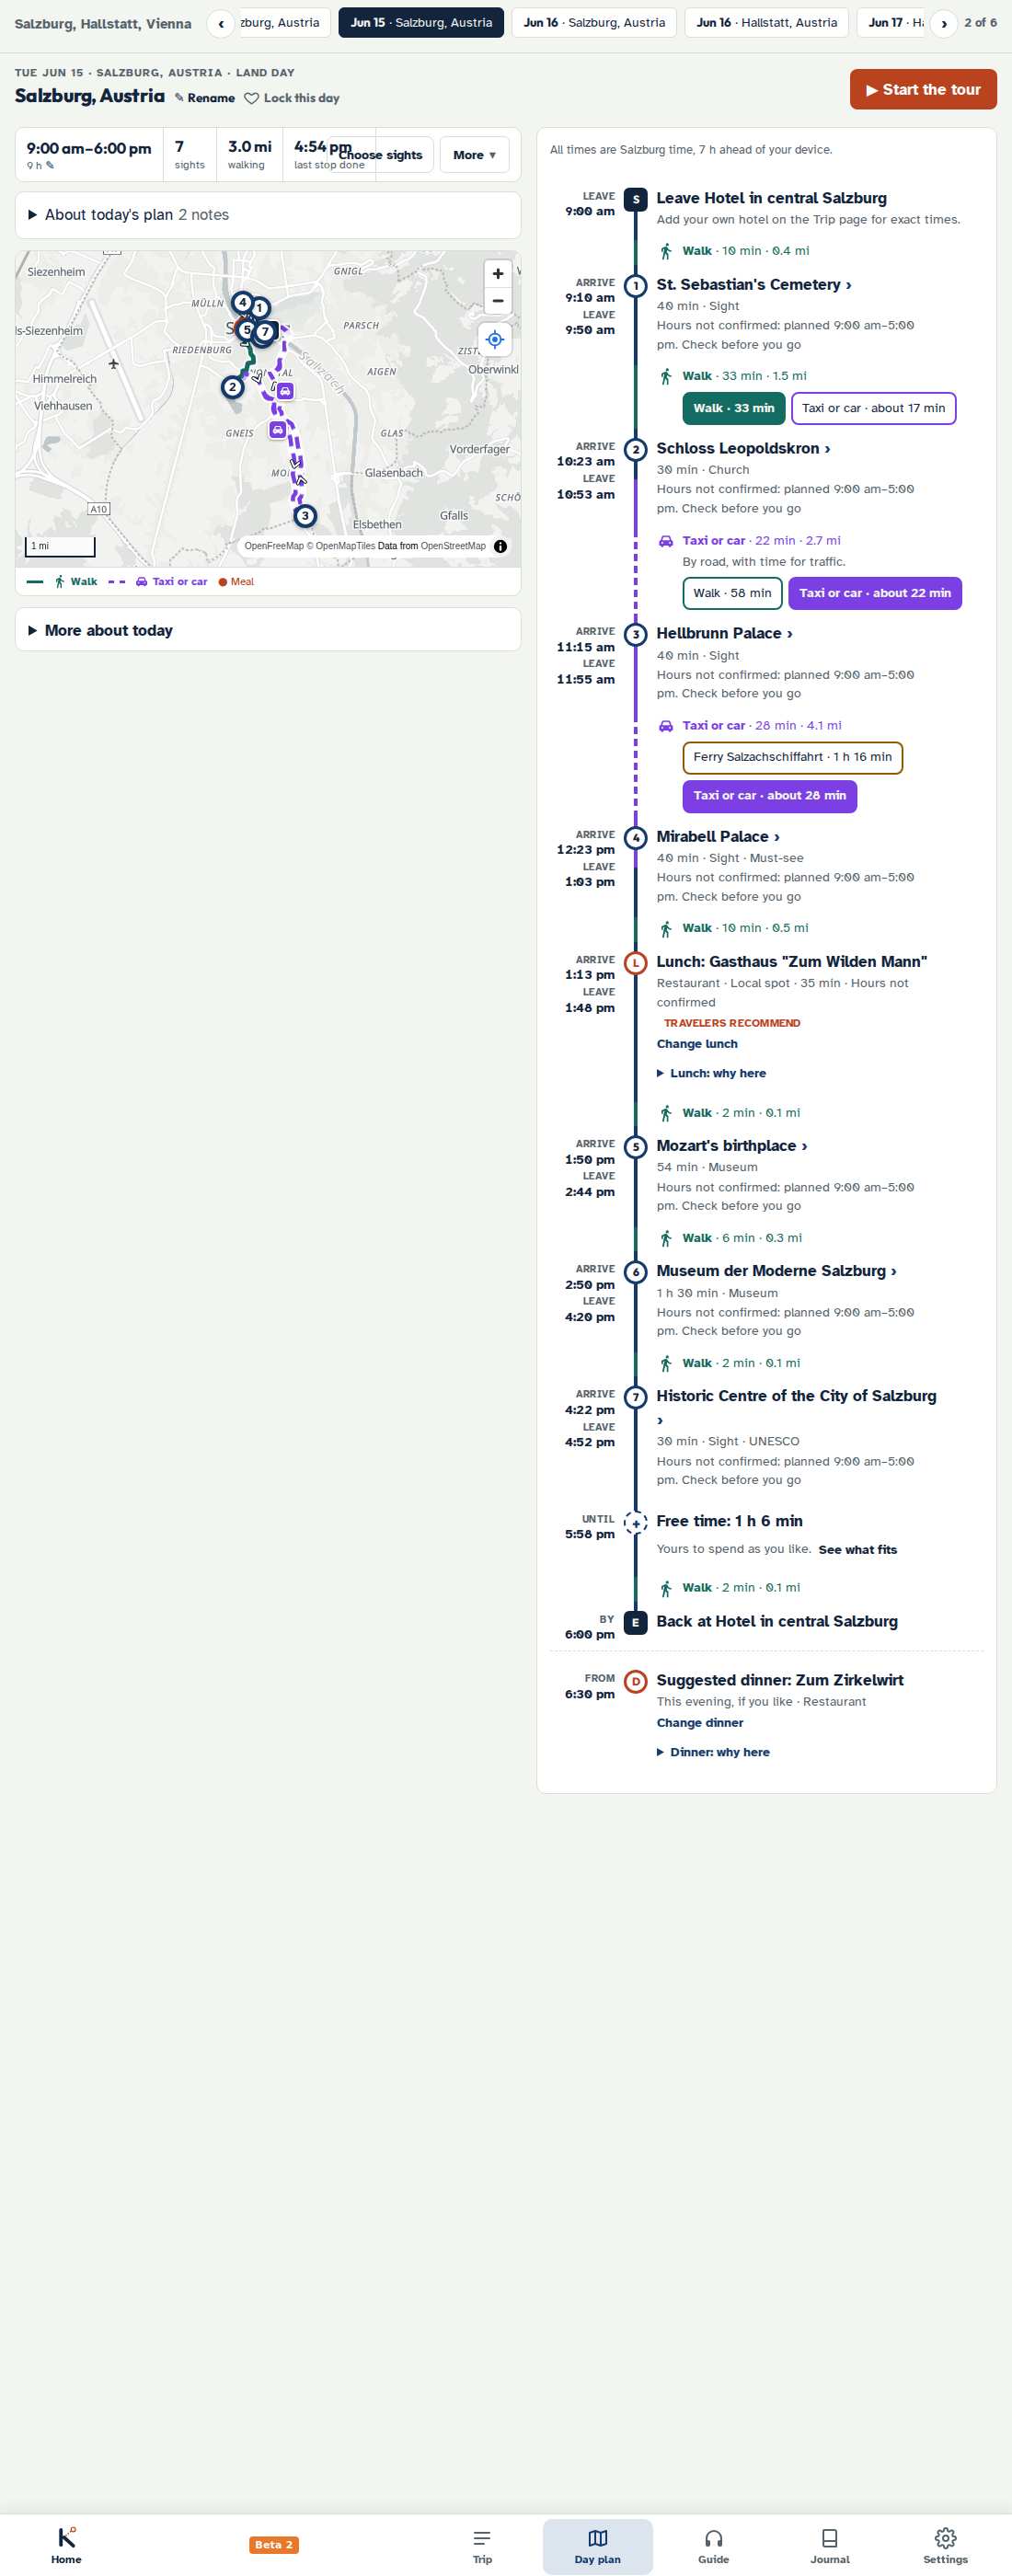 Salzburg, Hallstatt, Vienna
‹
zburg, Austria
Jun 15 · Salzburg, Austria
Jun 16 · Salzburg, Austria
Jun 16 · Hallstatt, Austria
Jun 17 · Ha
›
2 of 6
TUE JUN 15 · SALZBURG, AUSTRIA · LAND DAY
Salzburg, Austria ✎ Rename Lock this day
▶ Start the tour
9:00 am–6:00 pm
9 h ✎
7
sights
3.0 mi
walking
4:54 pm
last stop done
Choose sights
More ▾
▶ About today's plan 2 notes
Siezenheim
GNIGL
MÜLLN
ls-Siezenheim
PARSCH
RIEDENBURG
Salzach
Himmelreich
AIGEN
Oberwinkl
Viehhausen
GNEIS
GLAS
Vorderager
Glasenbach
A10
Elsbethen
Gfalls
4
1
5
7
2
3
+
−
1 mi
OpenFreeMap © OpenMapTiles Data from OpenStreetMap
Walk
Taxi or car
Meal
▶ More about today
All times are Salzburg time, 7 h ahead of your device.
LEAVE
9:00 am
S
Leave Hotel in central Salzburg
Add your own hotel on the Trip page for exact times.
Walk · 10 min · 0.4 mi
ARRIVE
9:10 am
LEAVE
9:50 am
1
St. Sebastian's Cemetery ›
40 min · Sight
Hours not confirmed: planned 9:00 am–5:00
pm. Check before you go
Walk · 33 min · 1.5 mi
Walk · 33 min
Taxi or car · about 17 min
ARRIVE
10:23 am
LEAVE
10:53 am
2
Schloss Leopoldskron ›
30 min · Church
Hours not confirmed: planned 9:00 am–5:00
pm. Check before you go
Taxi or car · 22 min · 2.7 mi
By road, with time for traffic.
Walk · 58 min
Taxi or car · about 22 min
ARRIVE
11:15 am
LEAVE
11:55 am
3
Hellbrunn Palace ›
40 min · Sight
Hours not confirmed: planned 9:00 am–5:00
pm. Check before you go
Taxi or car · 28 min · 4.1 mi
Ferry Salzachschiffahrt · 1 h 16 min
Taxi or car · about 28 min
ARRIVE
12:23 pm
LEAVE
1:03 pm
4
Mirabell Palace ›
40 min · Sight · Must-see
Hours not confirmed: planned 9:00 am–5:00
pm. Check before you go
Walk · 10 min · 0.5 mi
ARRIVE
1:13 pm
LEAVE
1:48 pm
L
Lunch: Gasthaus "Zum Wilden Mann"
Restaurant · Local spot · 35 min · Hours not
confirmed
TRAVELERS RECOMMEND
Change lunch
▶ Lunch: why here
Walk · 2 min · 0.1 mi
ARRIVE
1:50 pm
LEAVE
2:44 pm
5
Mozart's birthplace ›
54 min · Museum
Hours not confirmed: planned 9:00 am–5:00
pm. Check before you go
Walk · 6 min · 0.3 mi
ARRIVE
2:50 pm
LEAVE
4:20 pm
6
Museum der Moderne Salzburg ›
1 h 30 min · Museum
Hours not confirmed: planned 9:00 am–5:00
pm. Check before you go
Walk · 2 min · 0.1 mi
ARRIVE
4:22 pm
LEAVE
4:52 pm
7
Historic Centre of the City of Salzburg
›
30 min · Sight · UNESCO
Hours not confirmed: planned 9:00 am–5:00
pm. Check before you go
UNTIL
5:58 pm
+
Free time: 1 h 6 min
Yours to spend as you like. See what fits
Walk · 2 min · 0.1 mi
BY
6:00 pm
E
Back at Hotel in central Salzburg
FROM
6:30 pm
D
Suggested dinner: Zum Zirkelwirt
This evening, if you like · Restaurant
Change dinner
▶ Dinner: why here
Home
Beta 2
Trip
Day plan
Guide
Journal
Settings